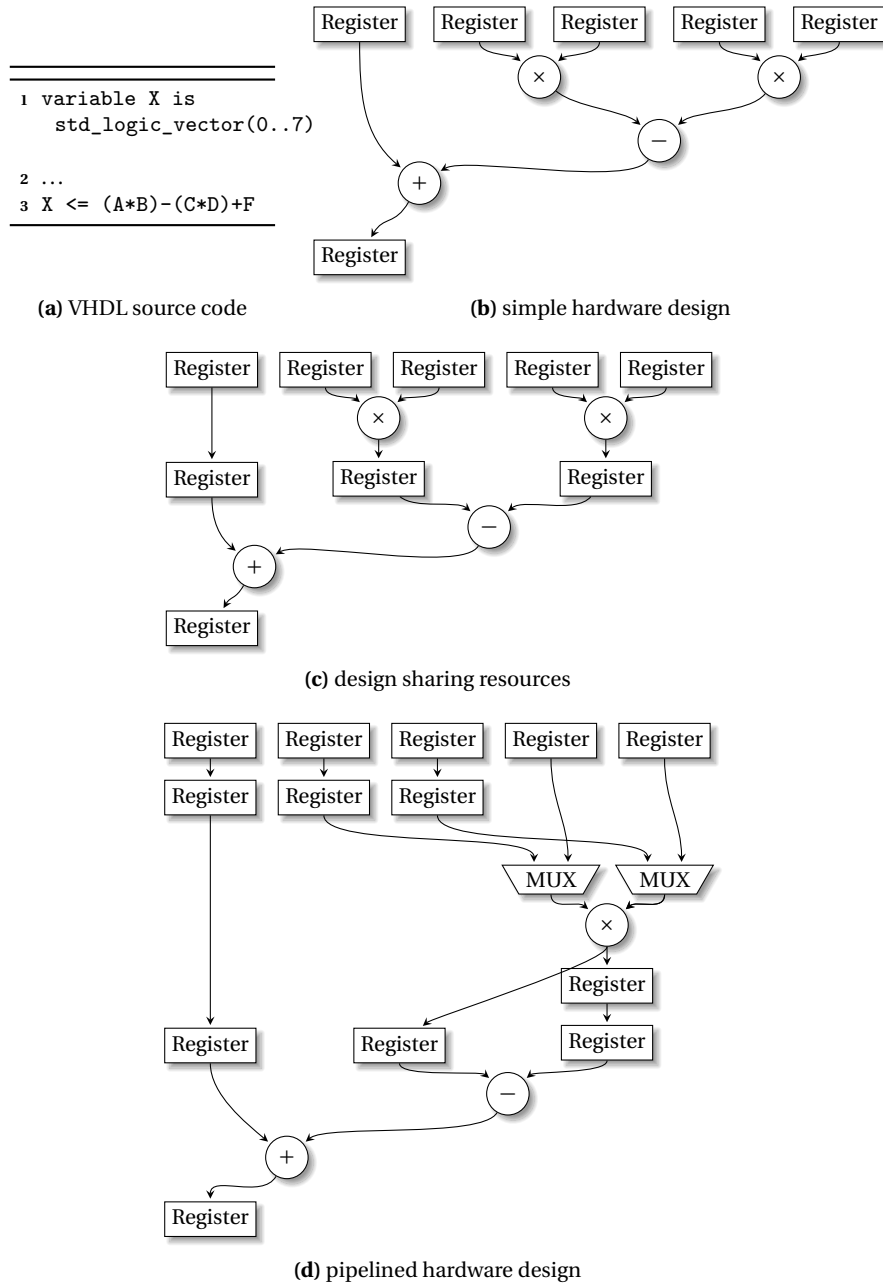 Register Register Register Register Register
1 variable X is
std_logic_vector(0..7)
2 ...
3 X <= (A*B)-(C*D)+F
× ×
−
+
Register
(a) VHDL source code
(b) simple hardware design
Register Register Register Register Register
× ×
Register Register Register
−
+
Register
(c) design sharing resources
Register Register Register Register Register
Register Register Register
MUX MUX
×
Register
Register Register Register
−
+
Register
(d) pipelined hardware design